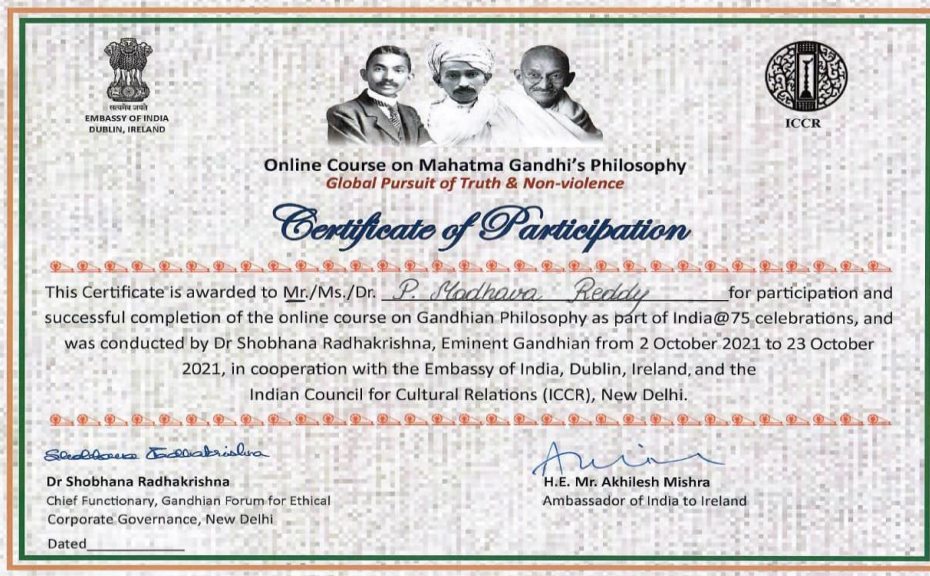 सत्यमेव जयते
EMBASSY OF INDIA
DUBLIN, IRELAND
ICCR
Online Course on Mahatma Gandhi's Philosophy
Global Pursuit of Truth & Non-violence
Certificate of Participation
This Certificate is awarded to Mr./Ms./Dr. P. Madhava Reddy for participation and
successful completion of the online course on Gandhian Philosophy as part of India@75 celebrations, and
was conducted by Dr Shobhana Radhakrishna, Eminent Gandhian from 2 October 2021 to 23 October
2021, in cooperation with the Embassy of India, Dublin, Ireland, and the
Indian Council for Cultural Relations (ICCR), New Delhi.
Shobhana Radhakrishna
Dr Shobhana Radhakrishna
Chief Functionary, Gandhian Forum for Ethical
Corporate Governance, New Delhi
Dated
H.E. Mr. Akhilesh Mishra
Ambassador of India to Ireland